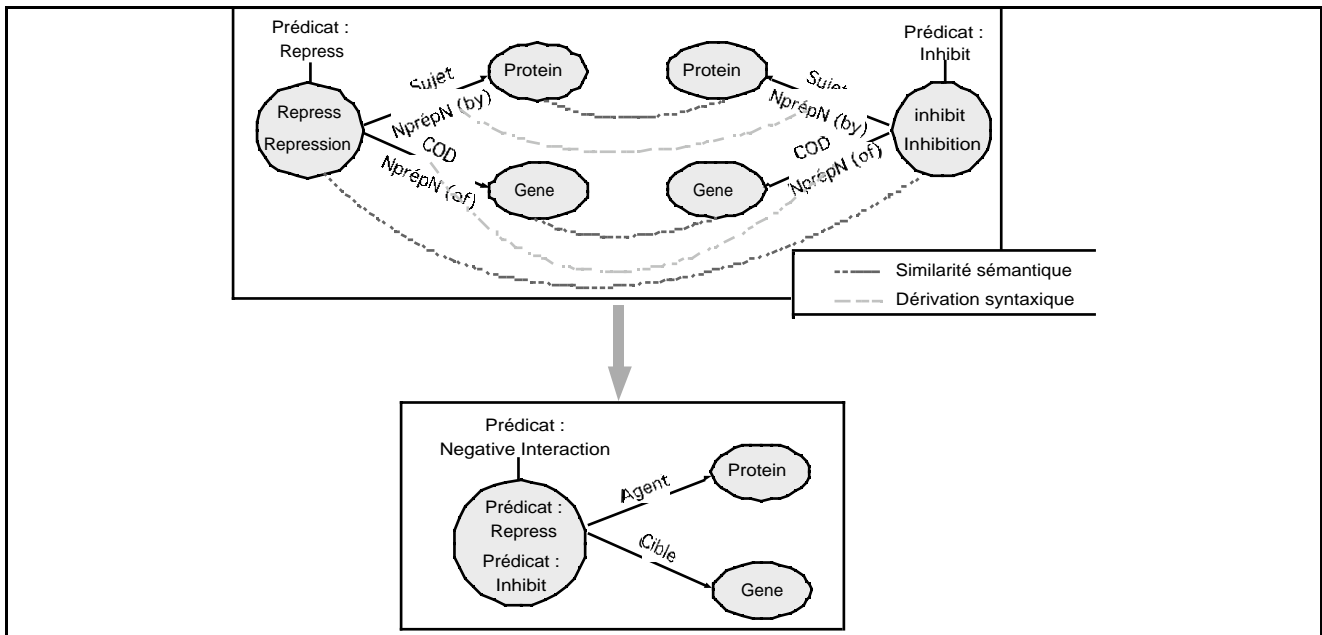 Prédicat :
Repress
Prédicat :
Inhibit
Sujet
Protein
Protein
Sujet
Repress
Repression
NprépN (by)
NprépN (by)
inhibit
Inhibition
COD
COD
NprépN (of)
Gene
Gene
NprépN (of)
Similarité sémantique
Dérivation syntaxique
Prédicat :
Negative Interaction
Agent
Protein
Prédicat :
Repress
Prédicat :
Inhibit
Cible
Gene